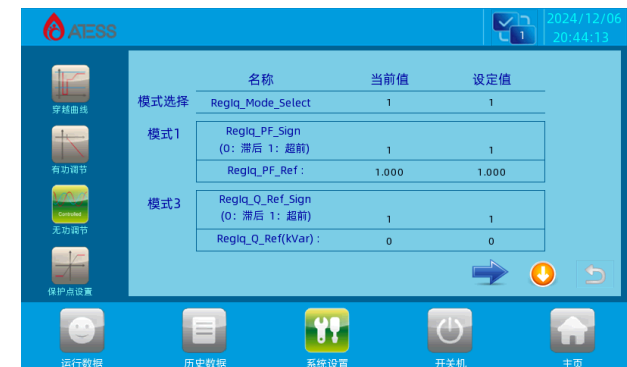 ATESS
1
2024/12/06
20:44:13
名称 当前值 设定值
模式选择 RegIq_Mode_Select 1 1
模式1 RegIq_PF_Sign
(0: 滞后 1: 超前) 1 1
RegIq_PF_Ref : 1.000 1.000
模式3 RegIq_Q_Ref_Sign
(0: 滞后 1: 超前) 1 1
RegIq_Q_Ref(kVar) : 0 0
穿越曲线
有功调节
Controlled
无功调节
保护点设置
运行数据 历史数据 系统设置 开关机 主页